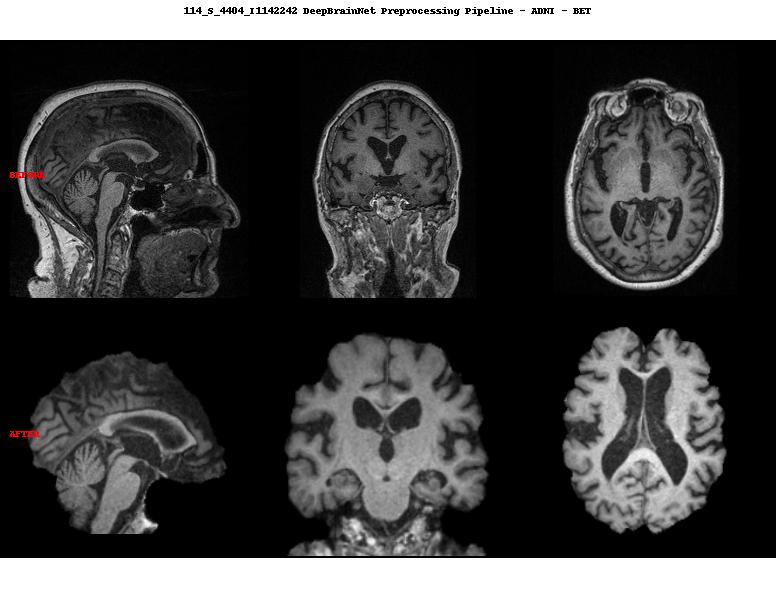 114_S_4404_I1142242 DeepBrainNet Preprocessing Pipeline - ADNI - BET
BEFORE
AFTER